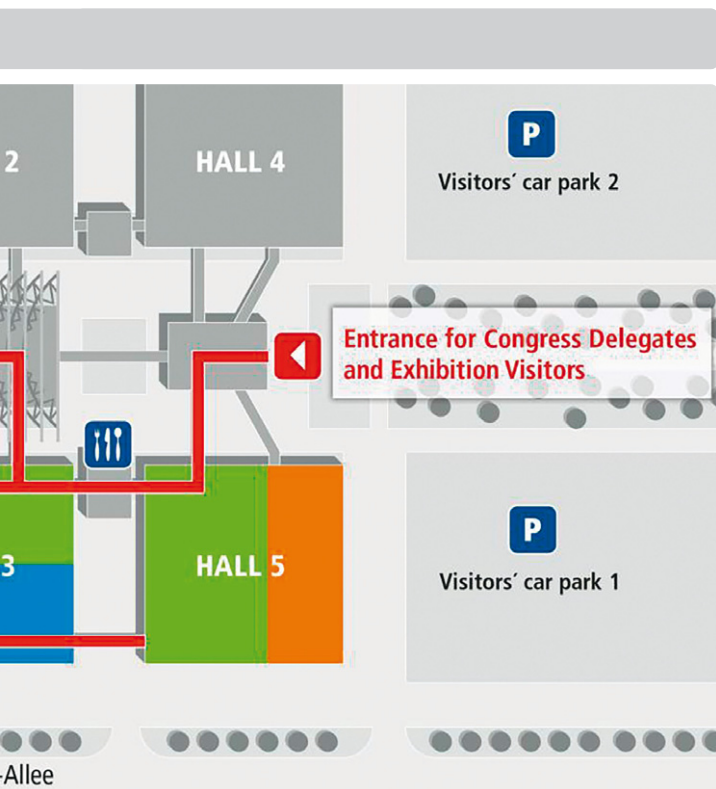 2
HALL 4
P
Visitors´ car park 2
Entrance for Congress Delegates
and Exhibition Visitors
3
HALL 5
P
Visitors´ car park 1
-Allee